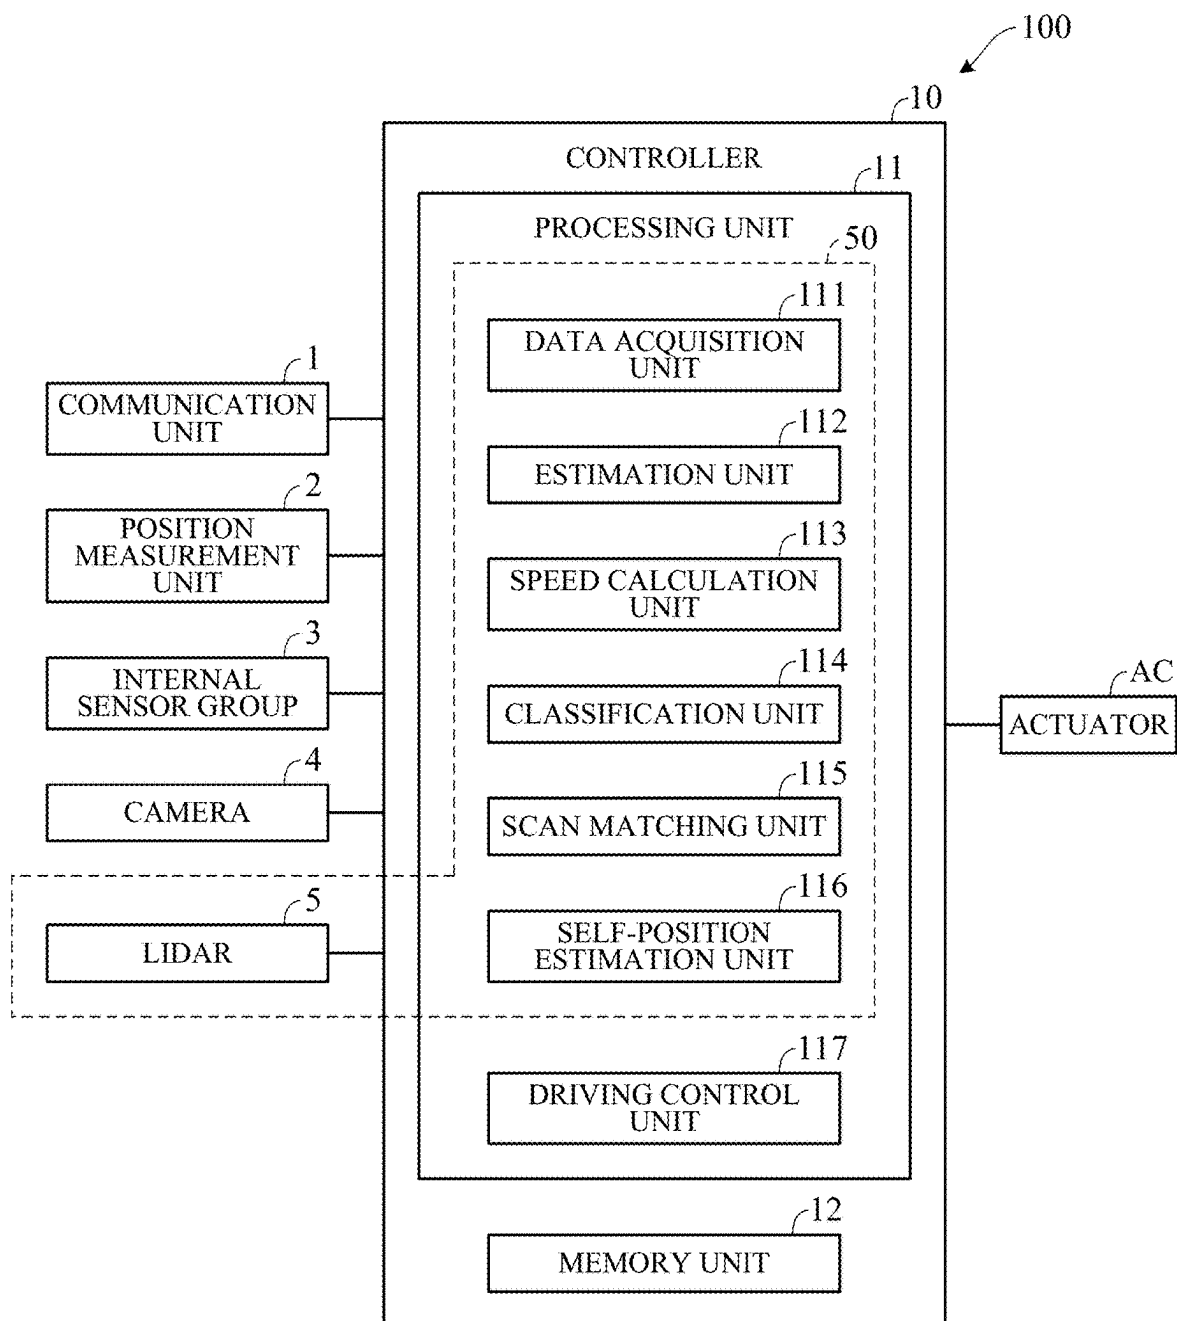 100
10
CONTROLLER
11
PROCESSING UNIT
50
111
DATA ACQUISITION
UNIT
1
COMMUNICATION
UNIT
112
ESTIMATION UNIT
2
POSITION
MEASUREMENT
UNIT
113
SPEED CALCULATION
UNIT
3
INTERNAL
SENSOR GROUP
114
CLASSIFICATION UNIT
AC
ACTUATOR
4
CAMERA
115
SCAN MATCHING UNIT
5
LIDAR
116
SELF-POSITION
ESTIMATION UNIT
117
DRIVING CONTROL
UNIT
12
MEMORY UNIT